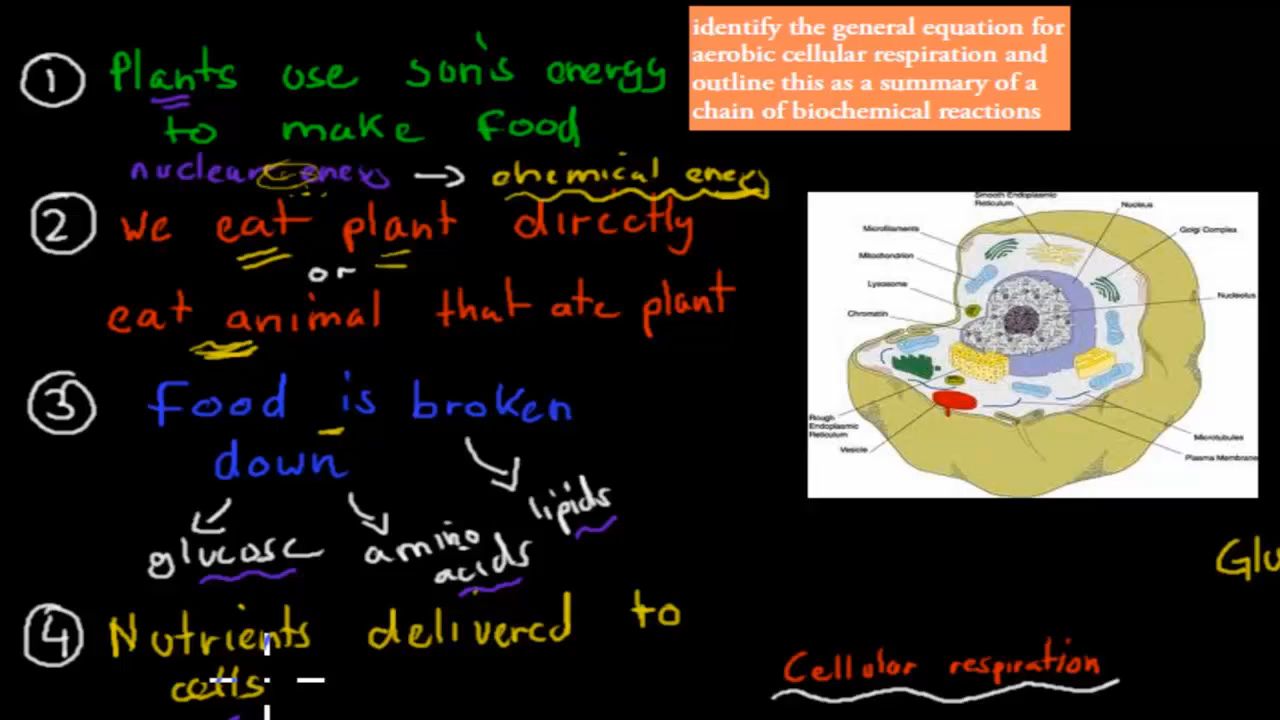 identify the general equation for
aerobic cellular respiration and
outline this as a summary of a
chain of biochemical reactions
1 Plants use son's energy
to make food
nuclear energy → chemical energy
2 we eat plant directly
or
eat animal that ate plant
3 food is broken
down
glucose
amino
acids
lipids
4 Nutrients delivered to
cells
Smooth Endoplasmic
Reticulum
Nucleus
Microfilaments
Golgi Complex
Mitochondrion
Lysosome
Nucleolus
Chromatin
Rough
Endoplasmic
Reticulum
Vesicle
Microtubules
Plasma Membrane
Glu
Cellular respiration